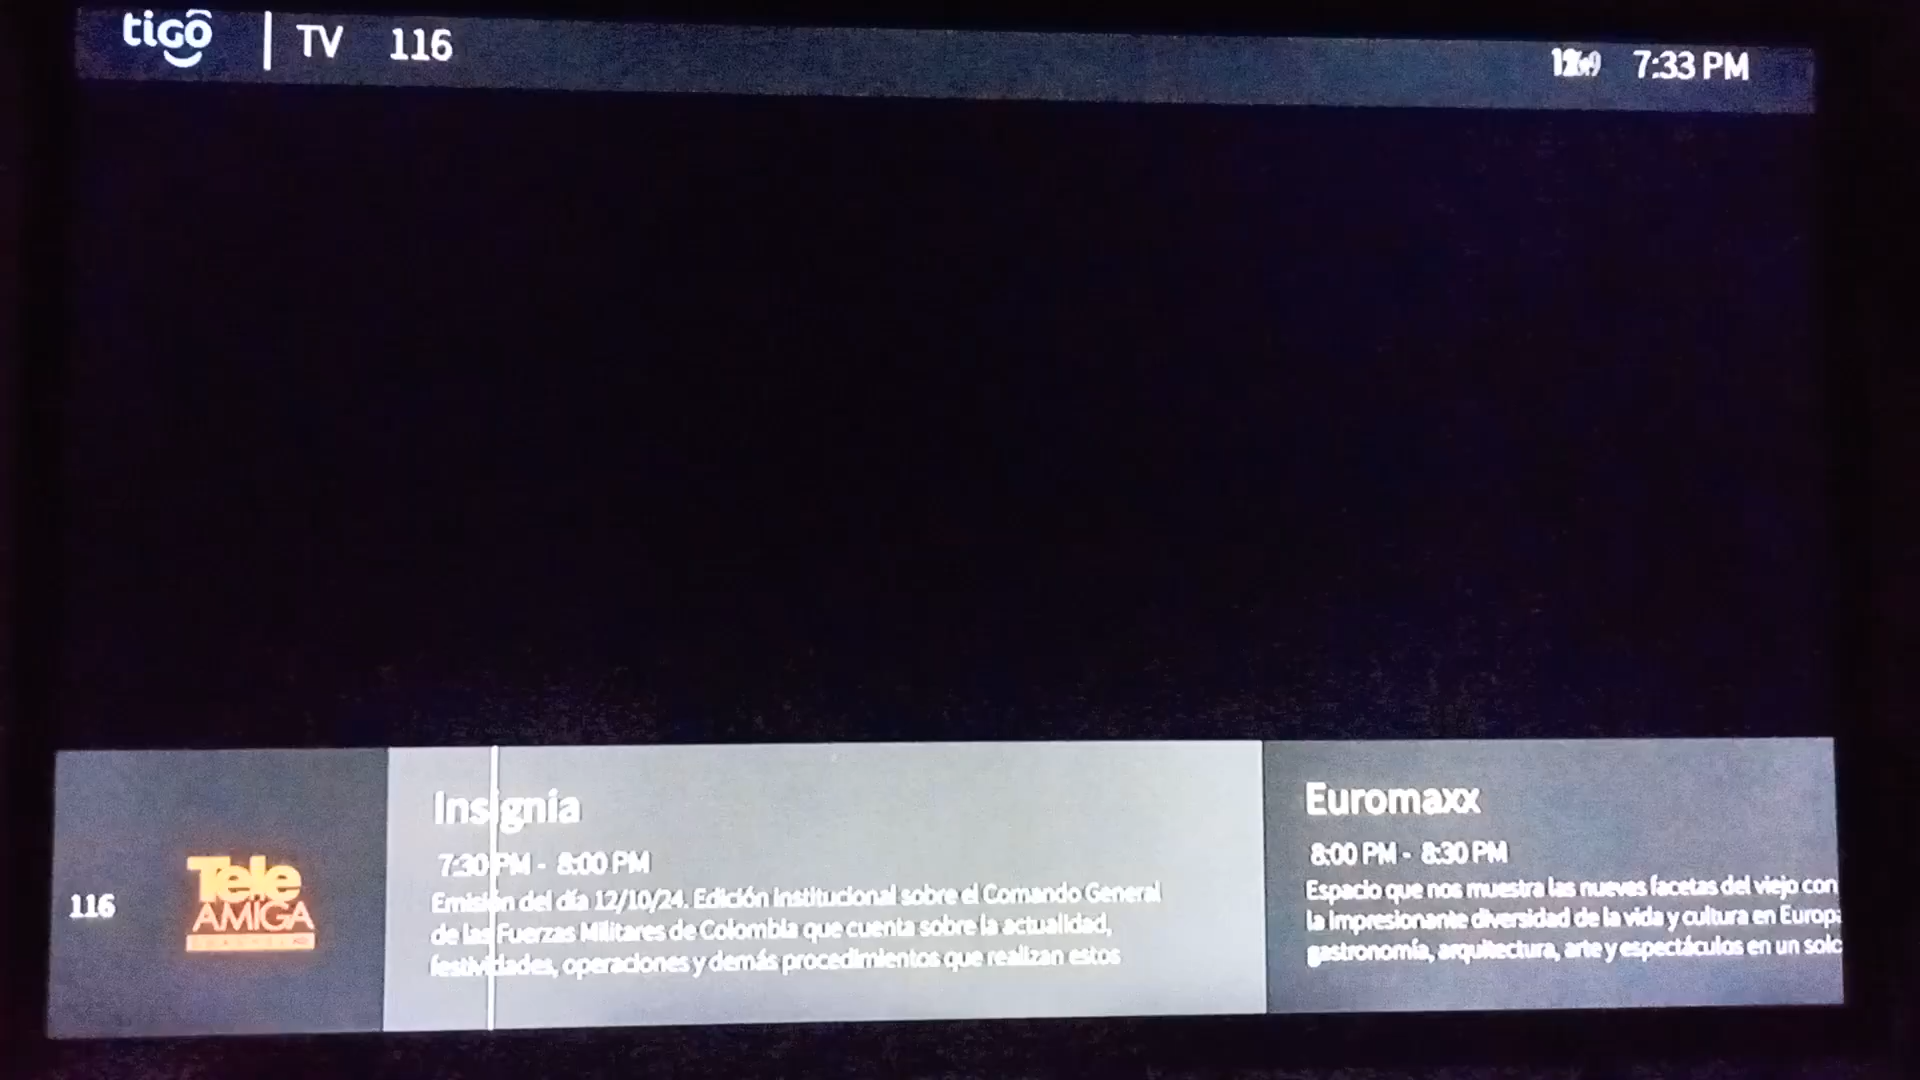 tigo | TV 116
7:33 PM
116
Tele
AMIGA
Insignia
7:30 PM - 8:00 PM
Emisión del día 12/10/24. Edición institucional sobre el Comando General
de las Fuerzas Militares de Colombia que cuenta sobre la actualidad,
festividades, operaciones y demás procedimientos que realizan estos
Euromaxx
8:00 PM - 8:30 PM
Espacio que nos muestra las nuevas facetas del viejo con
la impresionante diversidad de la vida y cultura en Europa
gastronomía, arquitectura, arte y espectáculos en un solo